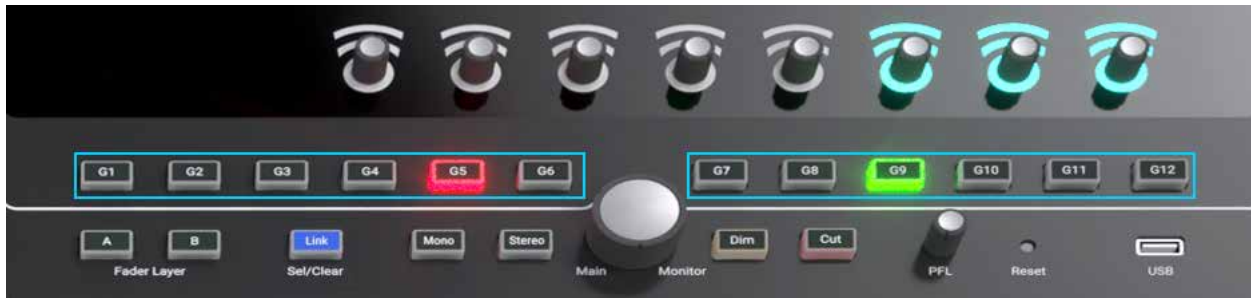 G1 G2 G3 G4 G5 G6 G7 G8 G9 G10 G11 G12
A B Link Mono Stereo Dim Cut
Fader Layer Sel/Clear Main Monitor PFL Reset USB